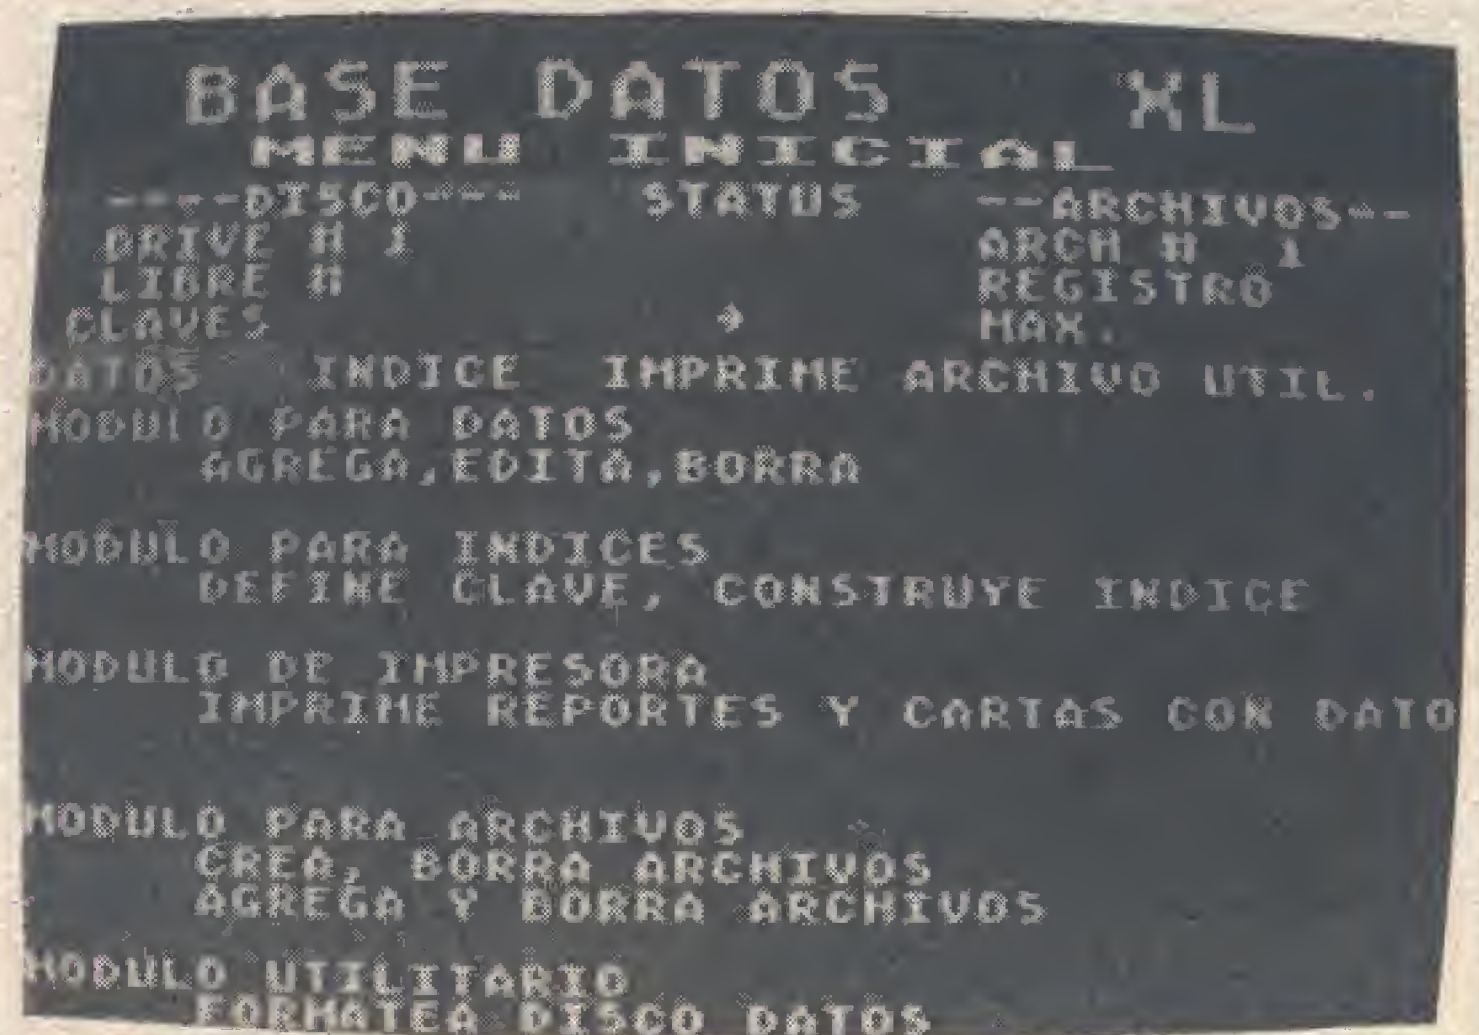 BASE DATOS XL
MENU INICIAL
----DISCO--- STATUS --ARCHIVOS--
DRIVE # 1 ARCH # 1
LIBRE # REGISTRO
CLAVES MAX.
DATOS INDICE IMPRIME ARCHIVO UTIL.
MODULO PARA DATOS
AGREGA,EDITA,BORRA
MODULO PARA INDICES
DEFINE CLAVE, CONSTRUYE INDICE
MODULO DE IMPRESORA
IMPRIME REPORTES Y CARTAS CON DATO
MODULO PARA ARCHIVOS
CREA, BORRA ARCHIVOS
AGREGA Y BORRA ARCHIVOS
MODULO UTILITARIO
FORMATEA DISCO DATOS